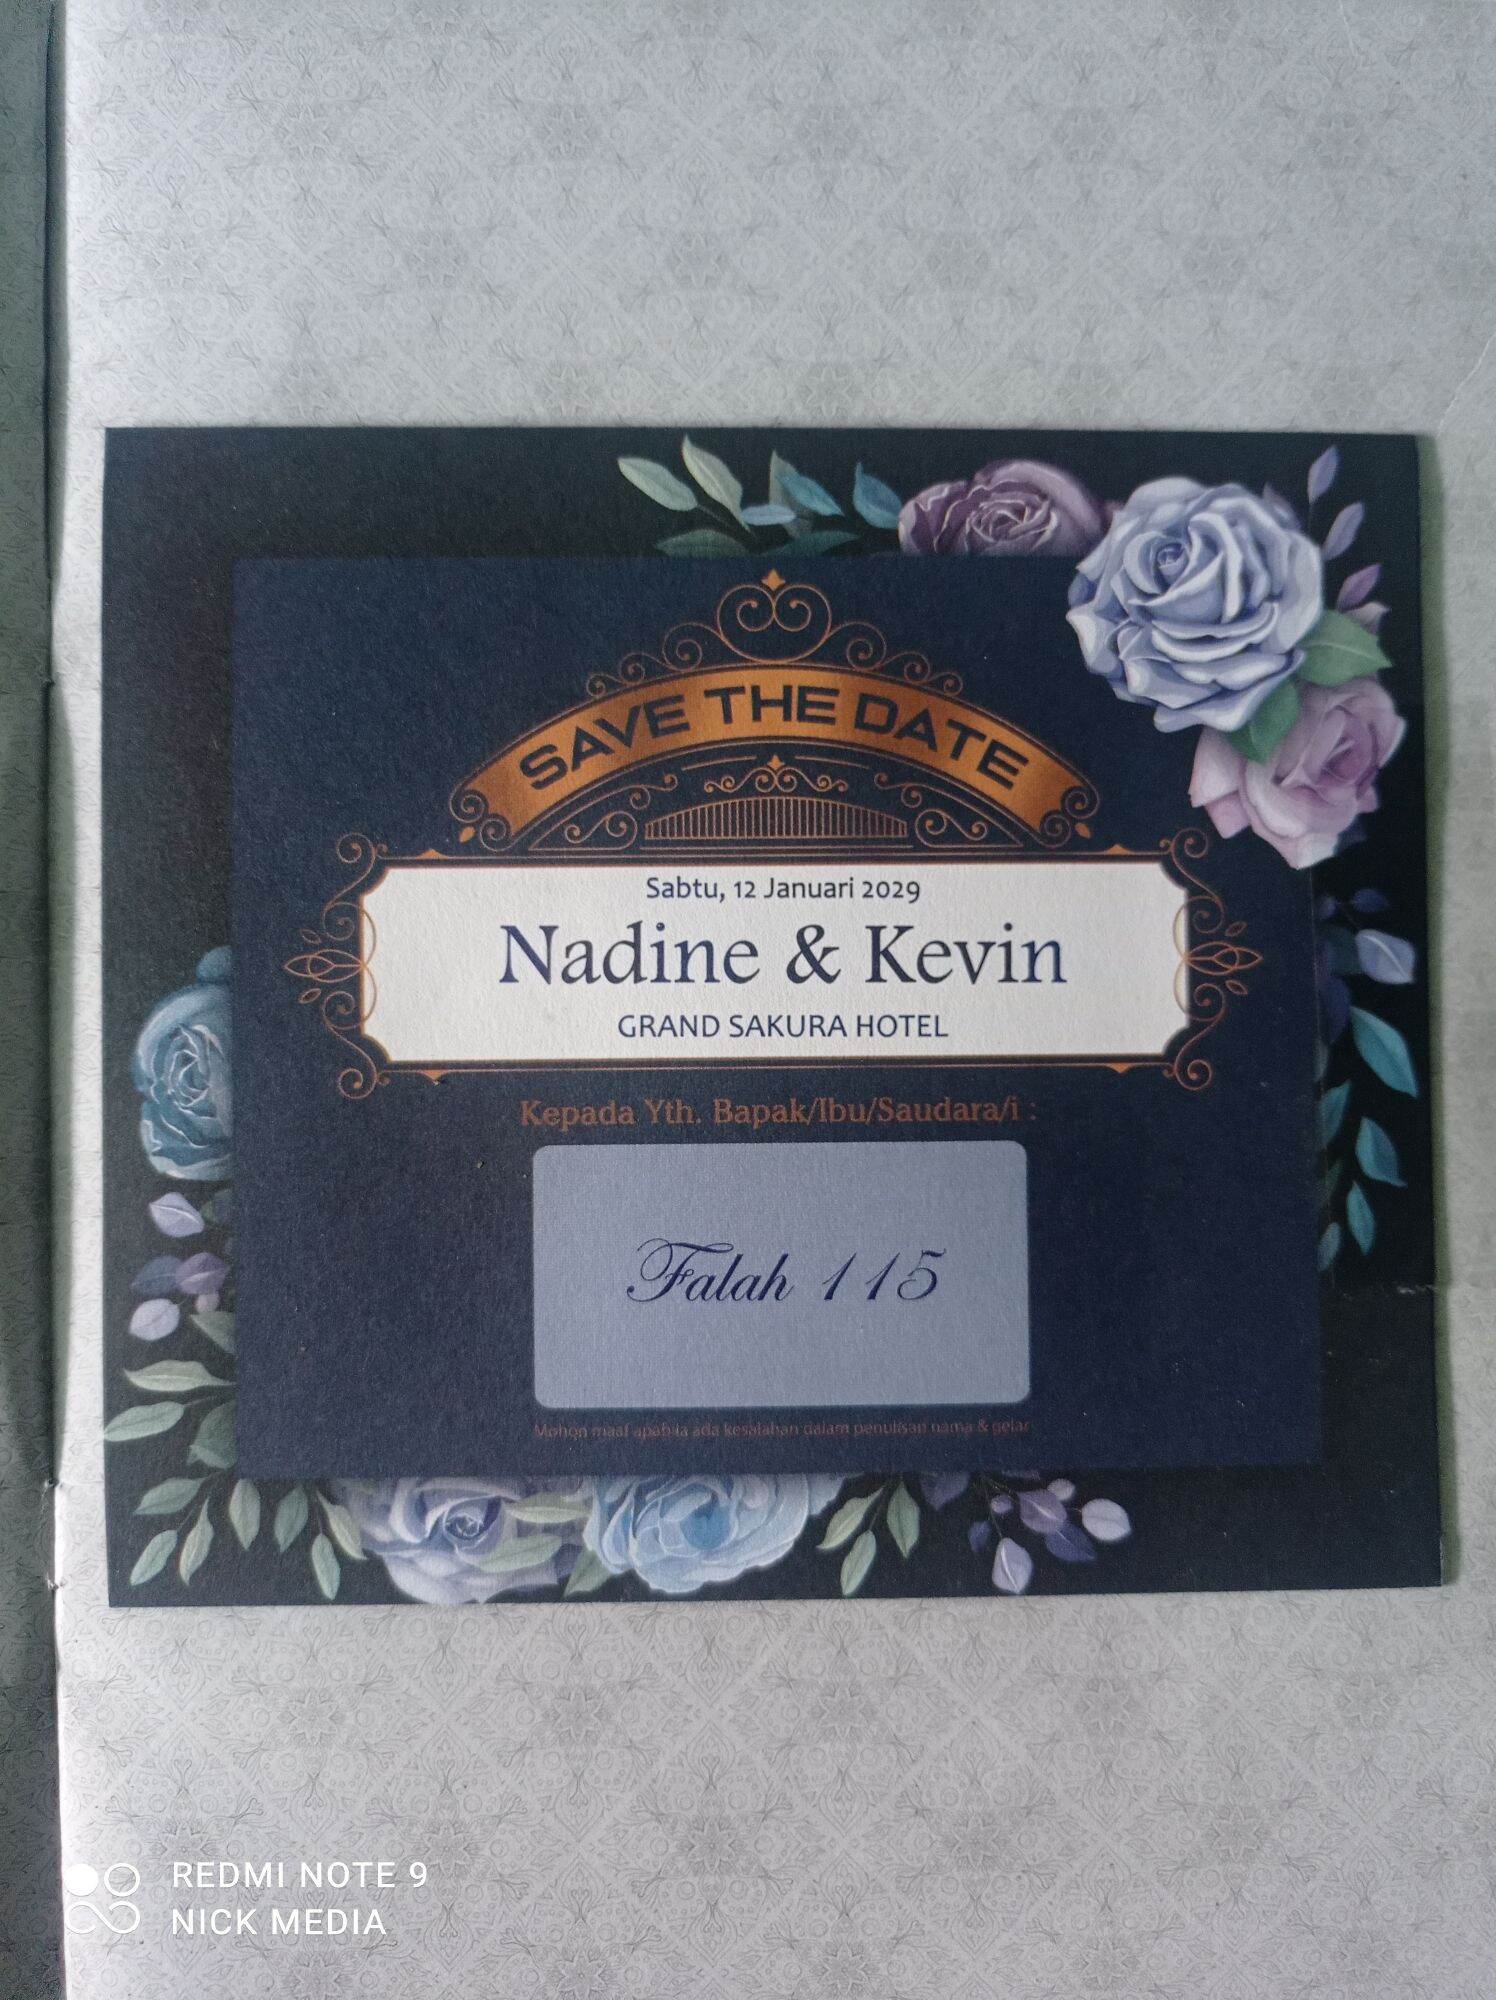 SAVE THE DATE
Sabtu, 12 Januari 2029
Nadine & Kevin
GRAND SAKURA HOTEL
Kepada Yth. Bapak/Ibu/Saudara/i :
Falah 115
Mohon maaf apabila ada kesalahan dalam penulisan nama & gelar
REDMI NOTE 9
NICK MEDIA